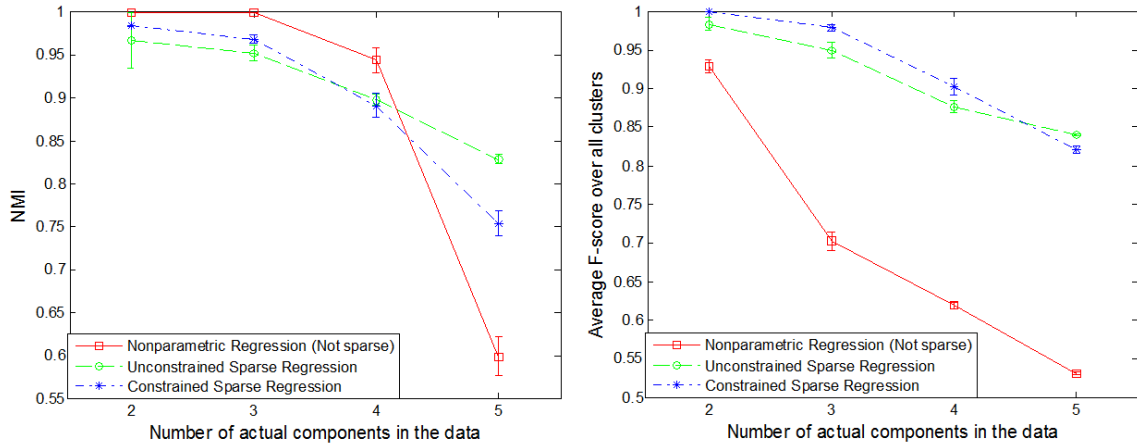 1
0.95
0.9
0.85
0.8
0.75
0.7
0.65
0.6
0.55
NMI
Nonparametric Regression (Not sparse)
Unconstrained Sparse Regression
Constrained Sparse Regression
2
3
4
5
Number of actual components in the data
1
0.95
0.9
0.85
0.8
0.75
0.7
0.65
0.6
0.55
0.5
Average F-score over all clusters
Nonparametric Regression (Not sparse)
Unconstrained Sparse Regression
Constrained Sparse Regression
2
3
4
5
Number of actual components in the data